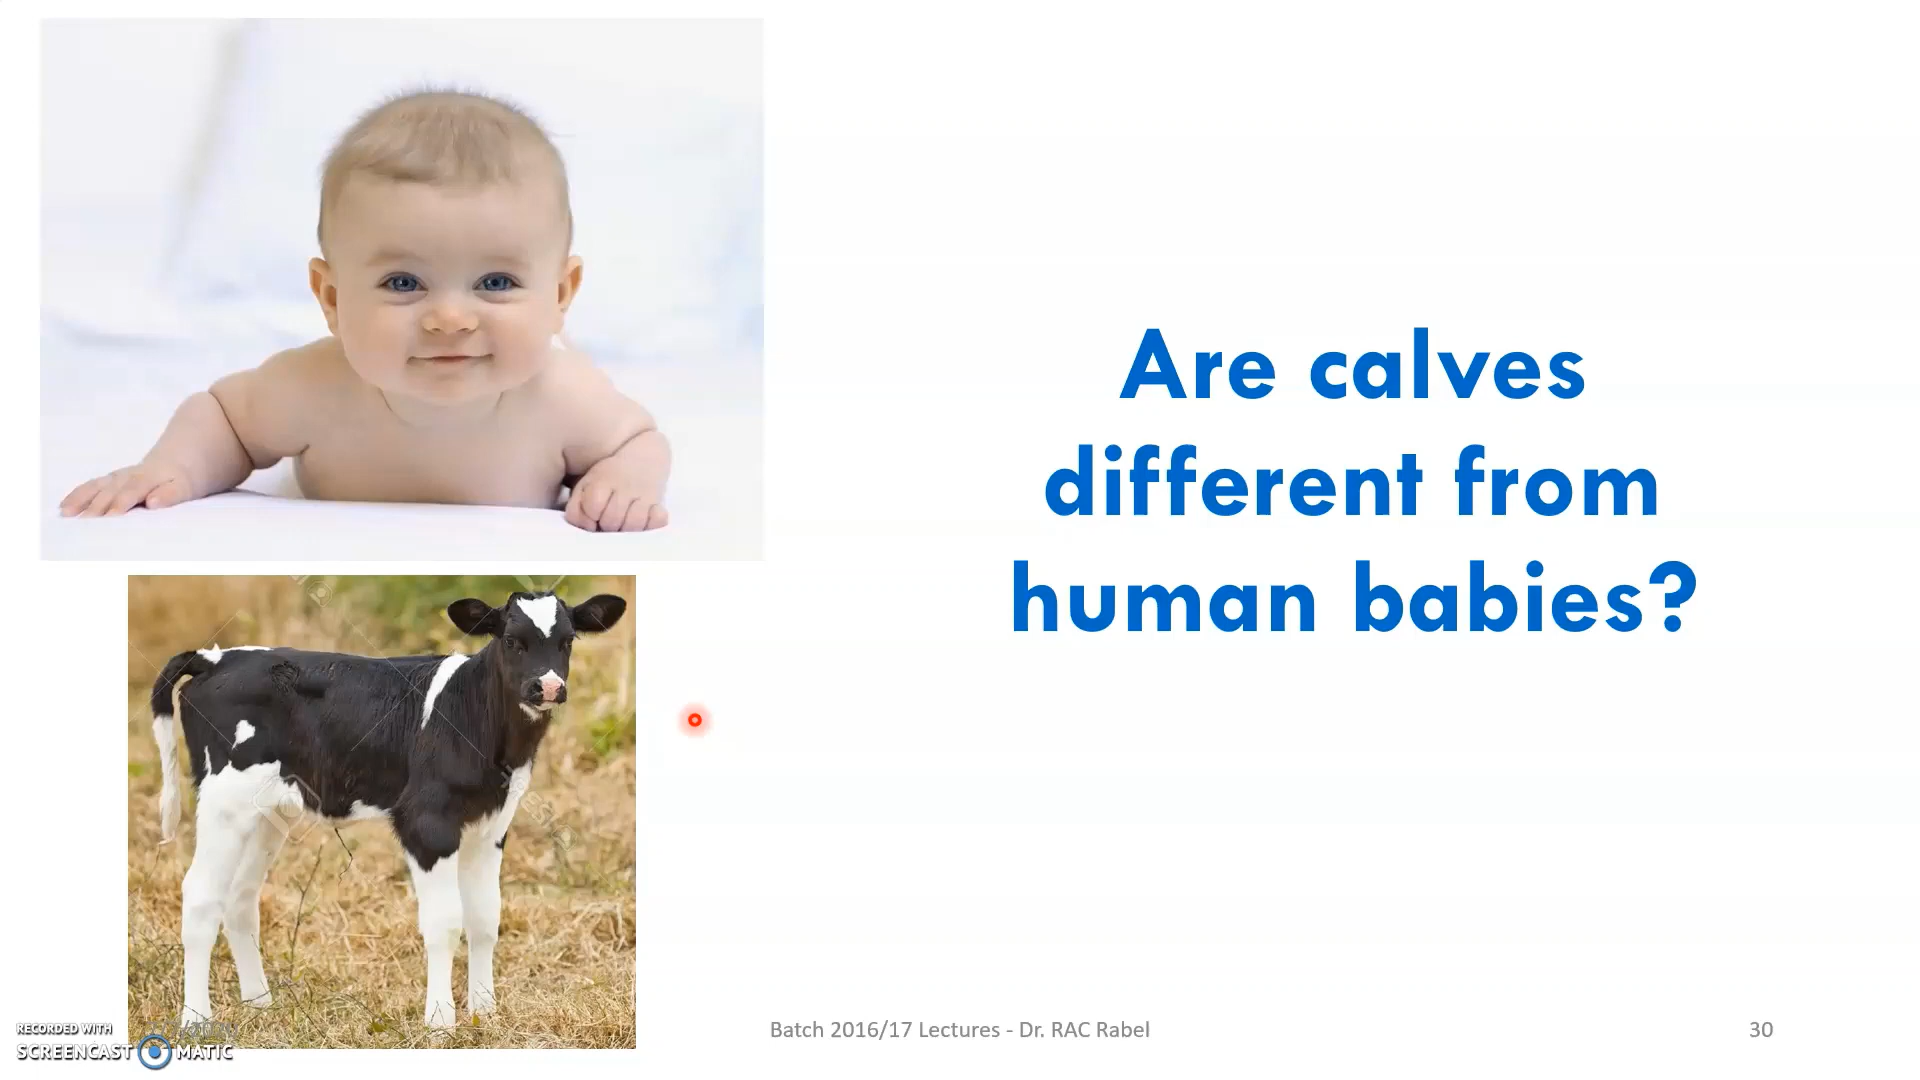 Are calves
different from
human babies?
RECORDED WITH
SCREENCAST MATIC
Batch 2016/17 Lectures - Dr. RAC Rabel
30